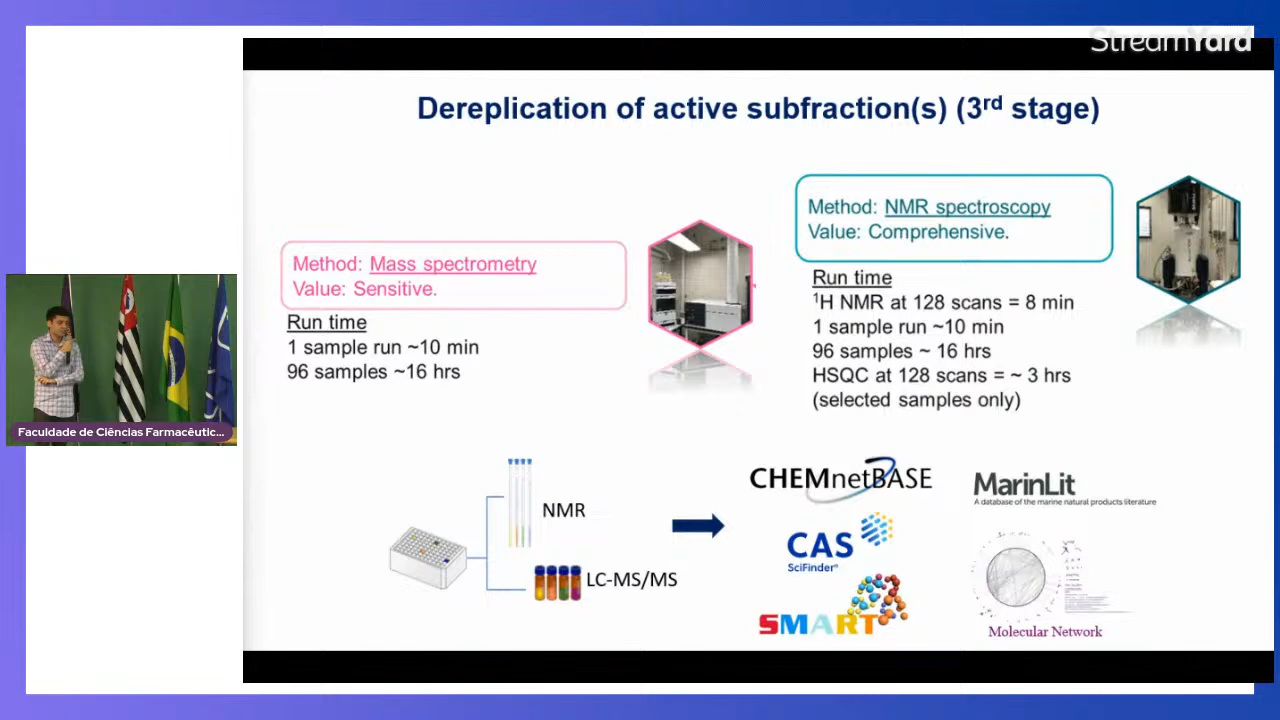 StreamYard
Dereplication of active subfraction(s) (3rd stage)
Method: Mass spectrometry
Value: Sensitive.
Run time
1 sample run ~10 min
96 samples ~16 hrs
Method: NMR spectroscopy
Value: Comprehensive.
Run time
1H NMR at 128 scans = 8 min
1 sample run ~10 min
96 samples ~ 16 hrs
HSQC at 128 scans = ~ 3 hrs
(selected samples only)
Faculdade de Ciências Farmacêutic...
NMR
LC-MS/MS
CHEMnetBASE
MarinLit
A database of the marine natural products literature
CAS
SciFinder®
SMART
Molecular Network